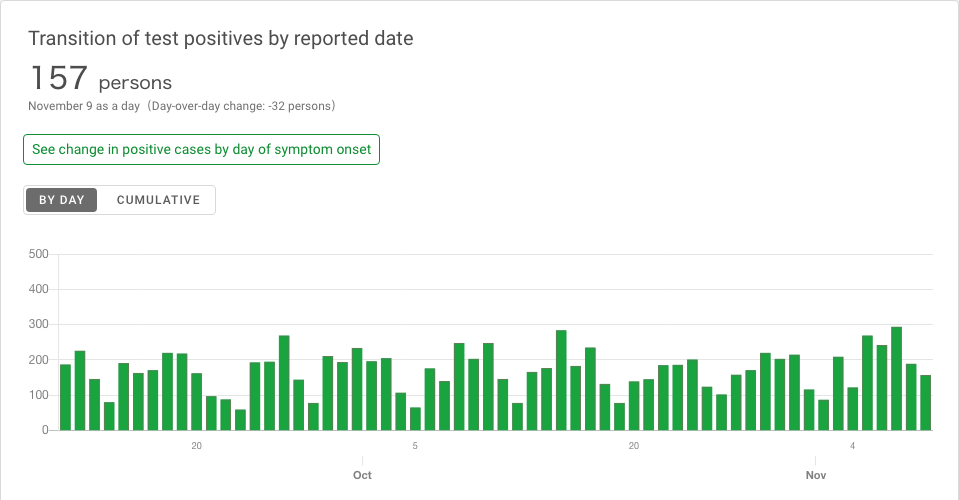 Transition of test positives by reported date
157 persons
November 9 as a day（Day-over-day change: -32 persons）
See change in positive cases by day of symptom onset
BY DAY CUMULATIVE
500
400
300
200
100
0
20 5 20 4
Oct Nov